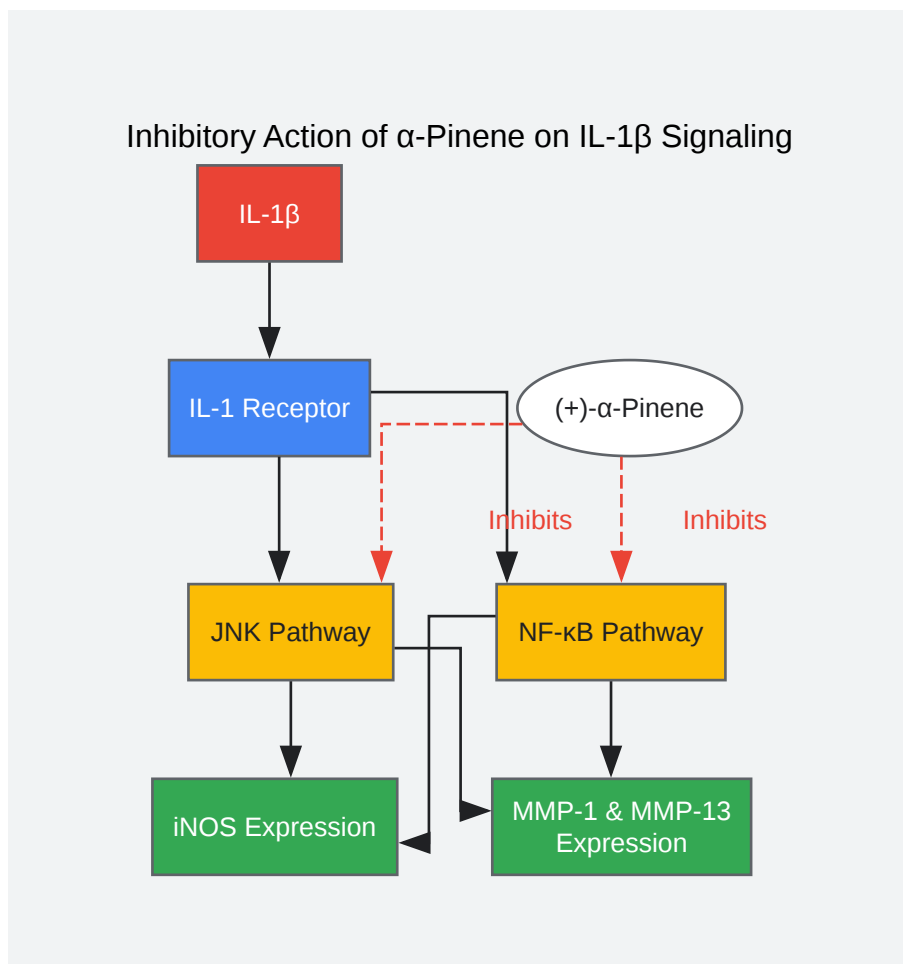 Inhibitory Action of α-Pinene on IL-1β Signaling
IL-1β
IL-1 Receptor
(+)-α-Pinene
Inhibits
Inhibits
JNK Pathway
NF-κB Pathway
iNOS Expression
MMP-1 & MMP-13
Expression